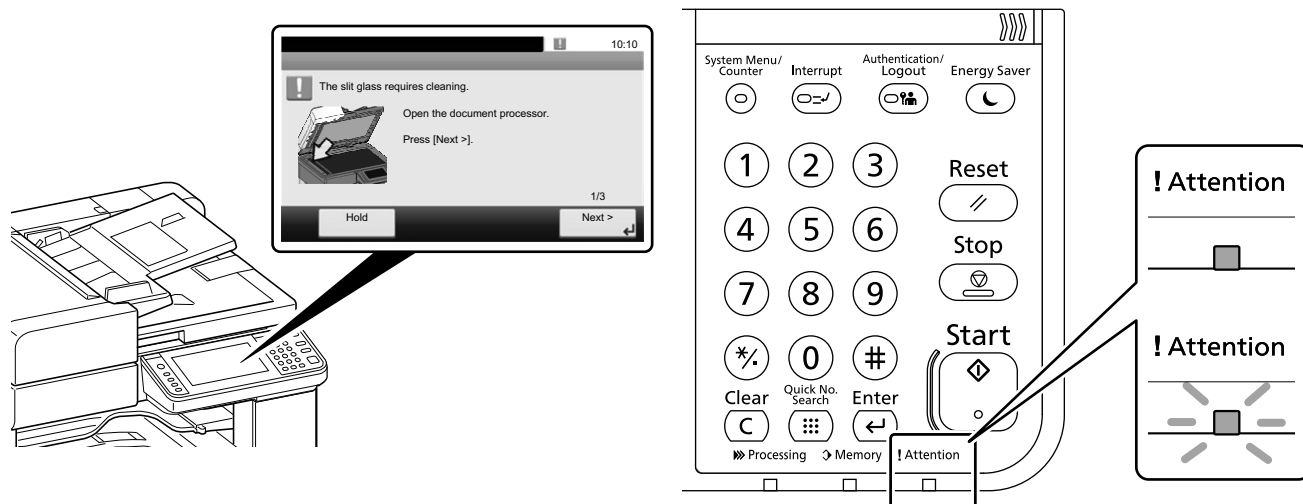 10:10
The slit glass requires cleaning.
Open the document processor.
Press [Next >].
1/3
Hold
Next >
System Menu/
Counter
Interrupt
Authentication/
Logout
Energy Saver
1
2
3
Reset
4
5
6
Stop
7
8
9
*/.
0
#
Start
Clear
Quick No.
Search
Enter
C
Processing
Memory
! Attention
! Attention
! Attention